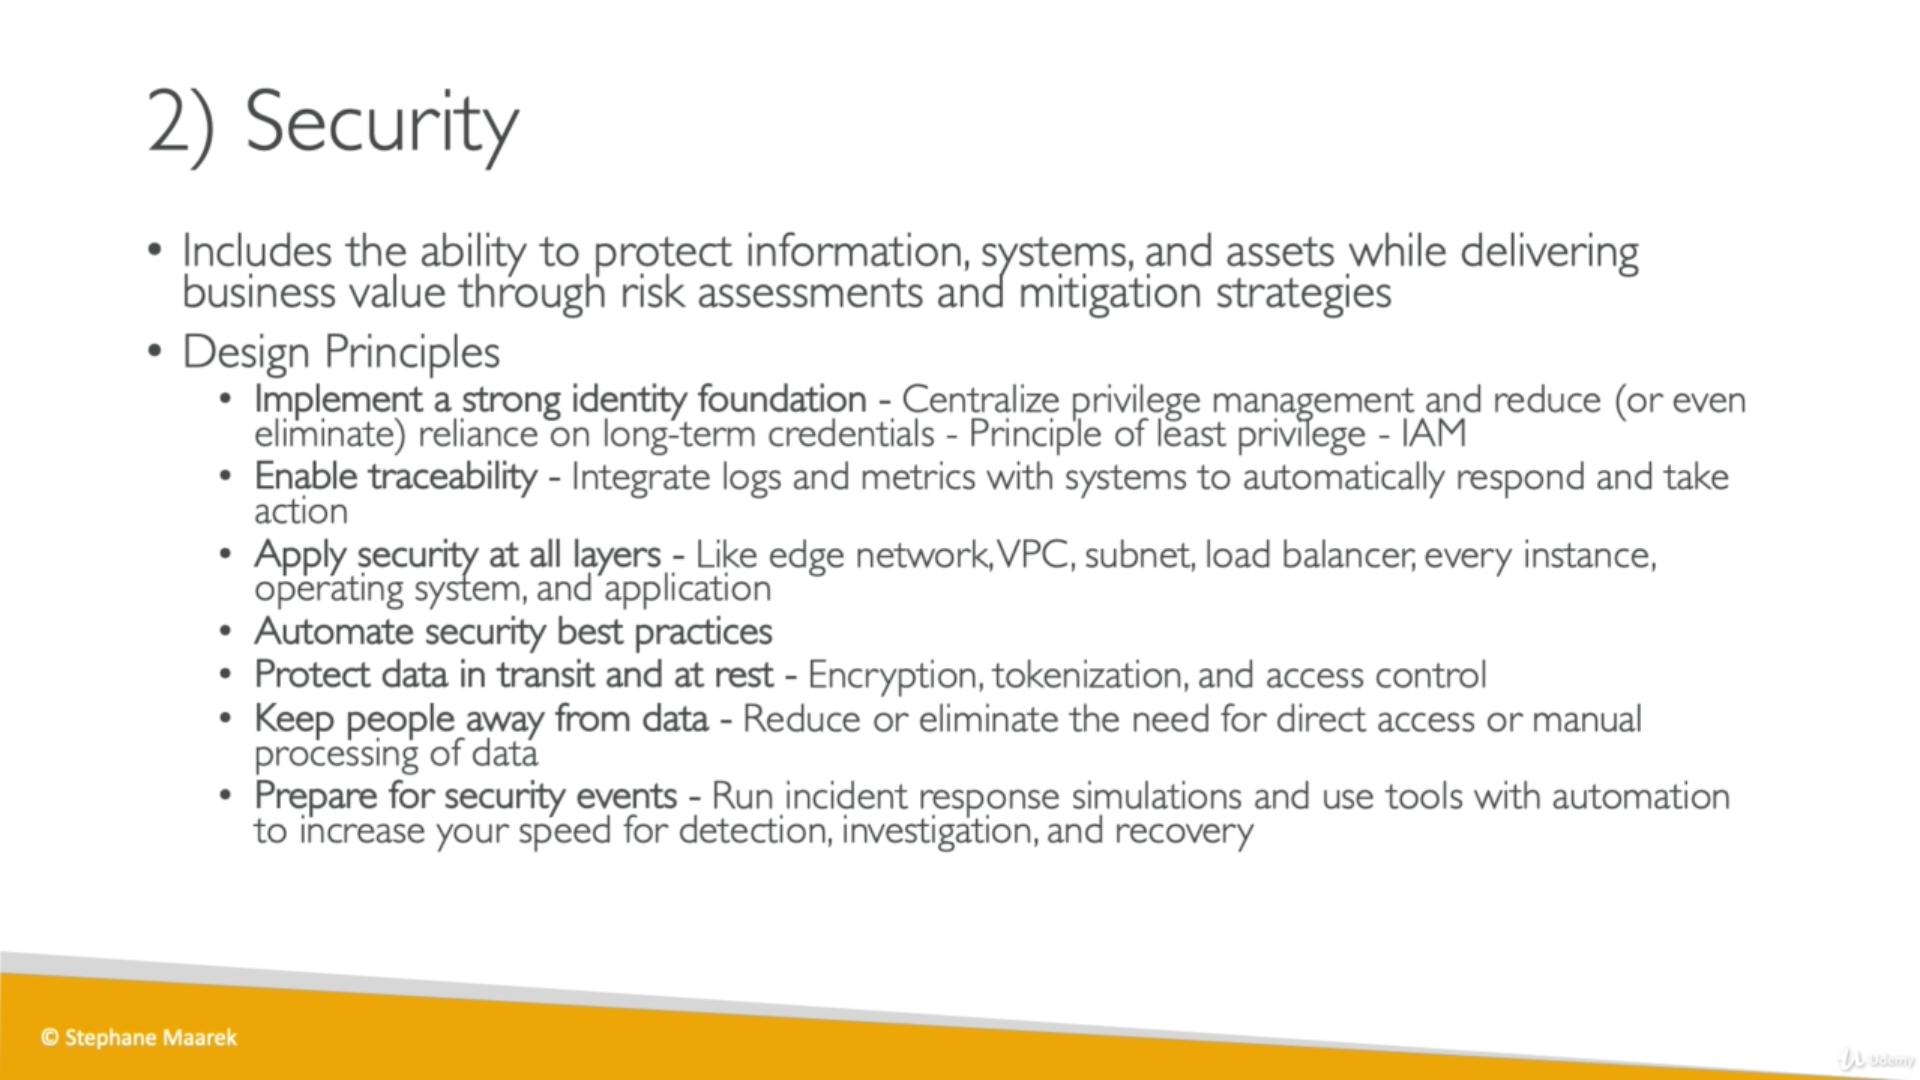 2) Security
• Includes the ability to protect information, systems, and assets while delivering
business value through risk assessments and mitigation strategies
• Design Principles
• Implement a strong identity foundation - Centralize privilege management and reduce (or even
eliminate) reliance on long-term credentials - Principle of least privilege - IAM
• Enable traceability - Integrate logs and metrics with systems to automatically respond and take
action
• Apply security at all layers - Like edge network, VPC, subnet, load balancer, every instance,
operating system, and application
• Automate security best practices
• Protect data in transit and at rest - Encryption, tokenization, and access control
• Keep people away from data - Reduce or eliminate the need for direct access or manual
processing of data
• Prepare for security events - Run incident response simulations and use tools with automation
to increase your speed for detection, investigation, and recovery
© Stephane Maarek
Udemy